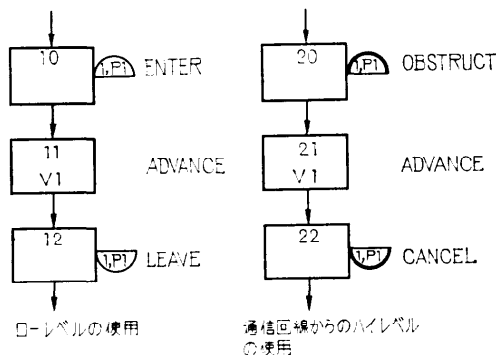 10
1,P1
ENTER
11
V1
ADVANCE
12
1,P1
LEAVE
ローレベルの使用
20
1,P1
OBSTRUCT
21
V1
ADVANCE
22
1,P1
CANCEL
通信回線からのハイレベル
の使用